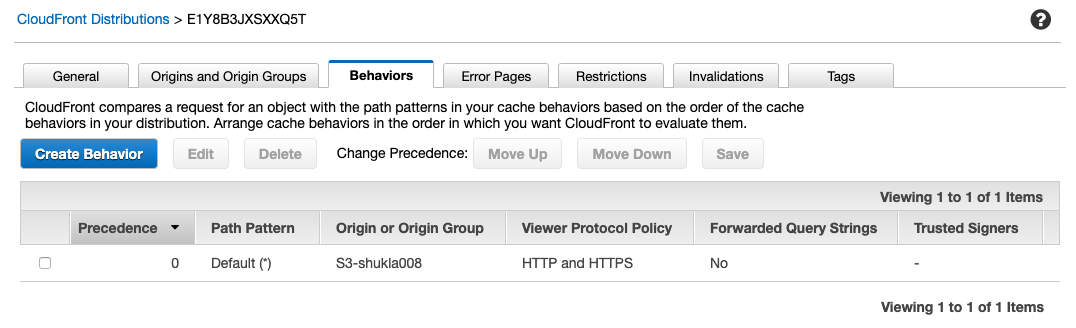 CloudFront Distributions > E1Y8B3JXSXXQ5T
?
General Origins and Origin Groups Behaviors Error Pages Restrictions Invalidations Tags
CloudFront compares a request for an object with the path patterns in your cache behaviors based on the order of the cache
behaviors in your distribution. Arrange cache behaviors in the order in which you want CloudFront to evaluate them.
Create Behavior Edit Delete Change Precedence: Move Up Move Down Save
Viewing 1 to 1 of 1 Items
Precedence Path Pattern Origin or Origin Group Viewer Protocol Policy Forwarded Query Strings Trusted Signers
0 Default (*) S3-shukla008 HTTP and HTTPS No -
Viewing 1 to 1 of 1 Items